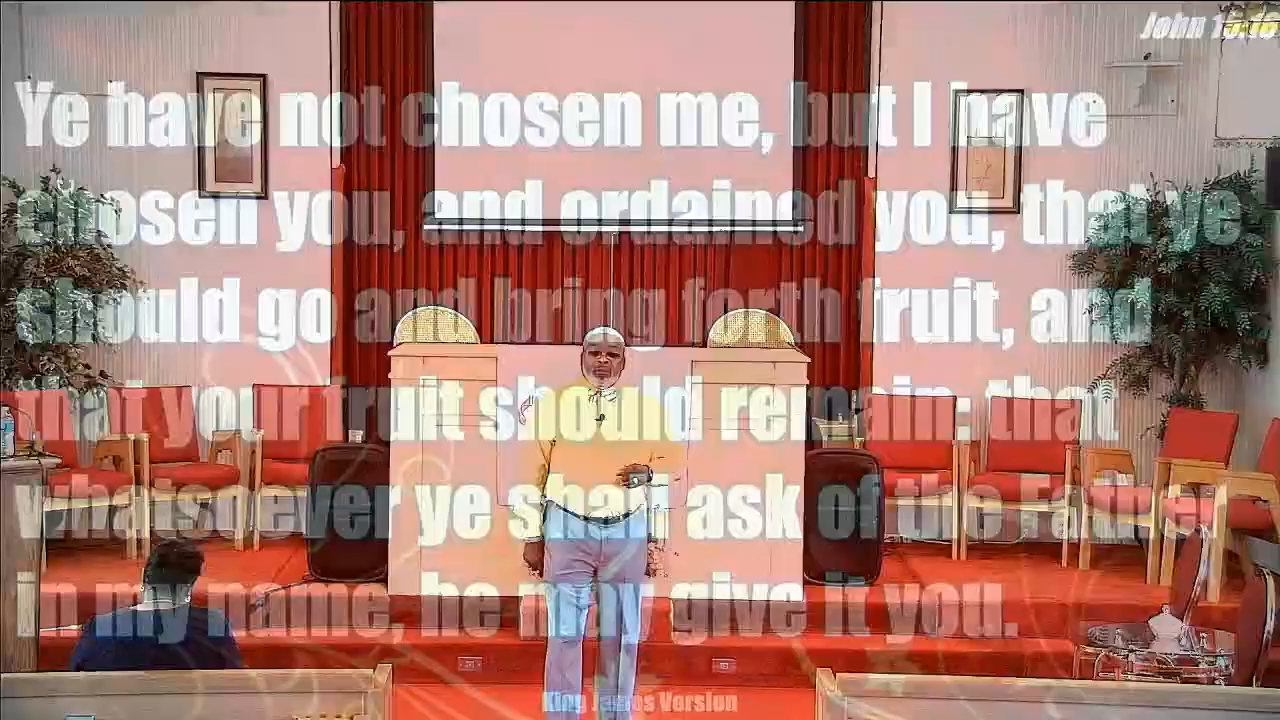 John 15:16
Ye have not chosen me, but I have
chosen you, and ordained you, that ye
should go and bring forth fruit, and
that your fruit should remain: that
whatsoever ye shall ask of the Father
in my name, he may give it you.
King James Version